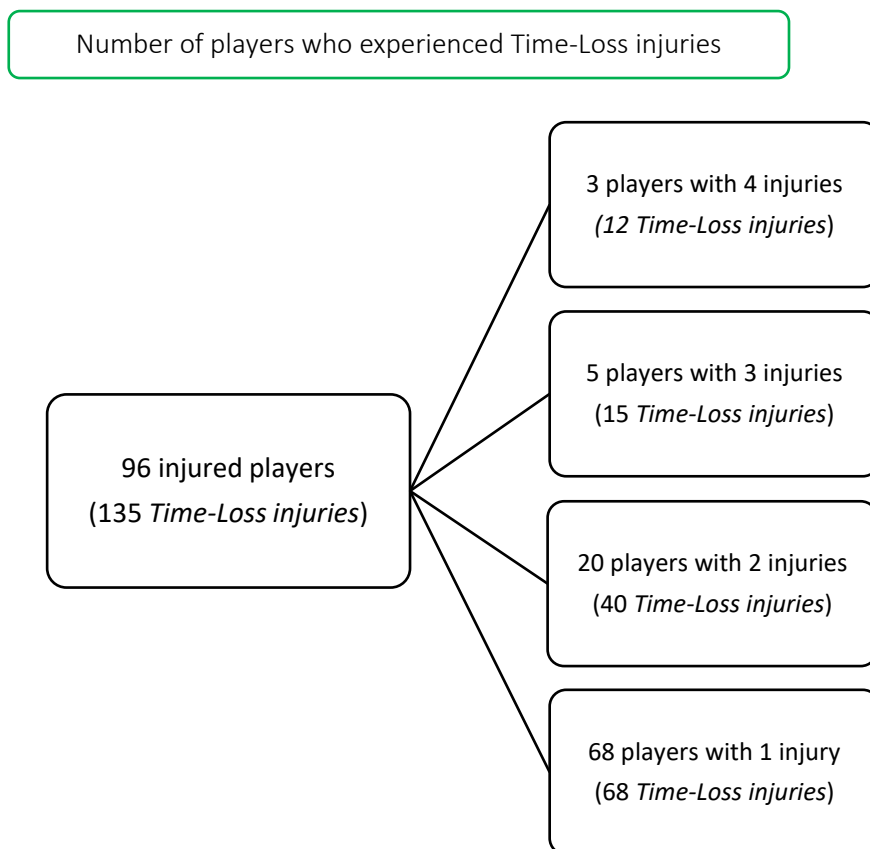 Number of players who experienced Time-Loss injuries
3 players with 4 injuries
(12 Time-Loss injuries)
5 players with 3 injuries
(15 Time-Loss injuries)
96 injured players
(135 Time-Loss injuries)
20 players with 2 injuries
(40 Time-Loss injuries)
68 players with 1 injury
(68 Time-Loss injuries)